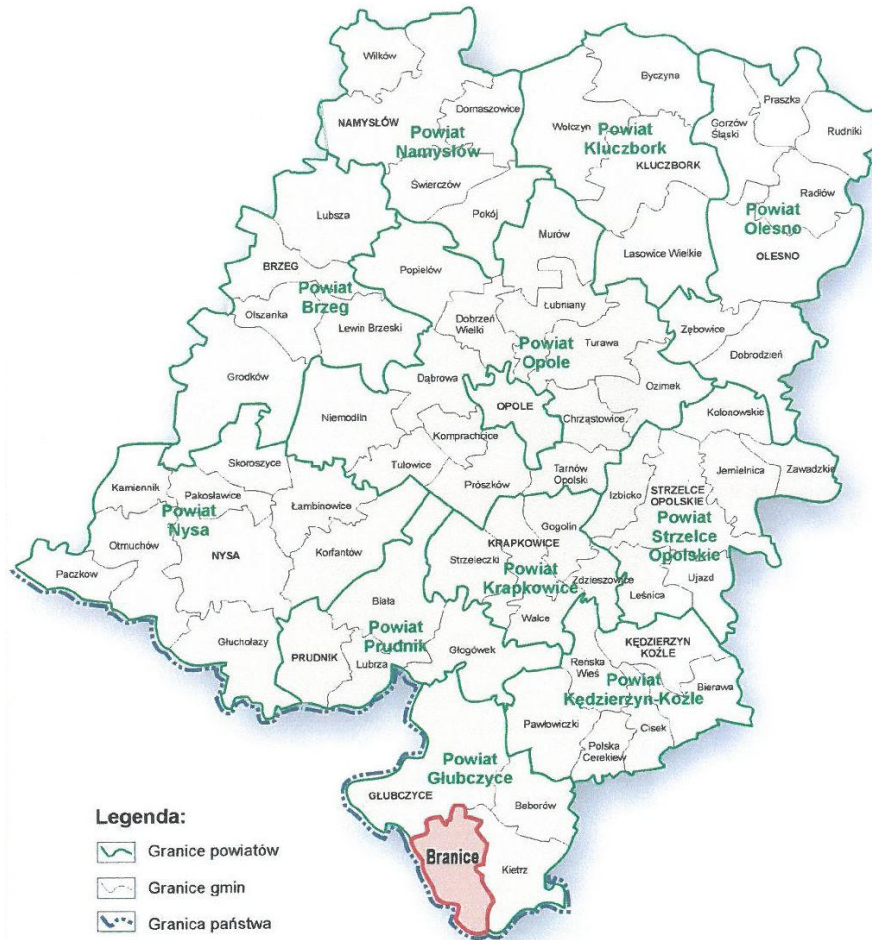 Wilków
Byczyna
Praszka
Domaszowice
NAMYSŁÓW
Powiat
Namysłów
Wołczyn
Powiat
Kluczbork
Gorzów
Śląski
Rudniki
KLUCZBORK
Świerczów
Radłów
Lubsza
Pokój
Powiat
Olesno
Murów
Lasowice Wielkie
OLESNO
BRZEG
Popielów
Powiat
Brzeg
Łubniany
Olszanka
Lewin Brzeski
Dobrzeń
Wielki
Powiat
Opole
Turawa
Zębowice
Dobrodzień
Grodków
Dąbrowa
Ozimek
Niemodlin
OPOLE
Chrząstowice
Kolonowskie
Komprachcice
Skoroszyce
Tułowice
Tarnów
Opolski
Jemielnica
Zawadzkie
Kamiennik
Pakosławice
Prószków
Izbicko
STRZELCE
OPOLSKIE
Powiat
Nysa
Łambinowice
Powiat
Strzelce
Opolskie
Gogolin
Otmuchów
NYSA
Korfantów
KRAPKOWICE
Strzeleczki
Powiat
Krapkowice
Zdzieszowice
Ujazd
Paczków
Leśnica
Biała
Walce
Głuchołazy
Powiat
Prudnik
PRUDNIK
Lubrza
Głogówek
KĘDZIERZYN
KOŹLE
Reńska
Wieś
Powiat
Kędzierzyn-Koźle
Bierawa
Pawłowiczki
Cisek
Polska
Cerekiew
Powiat
Głubczyce
GŁUBCZYCE
Beborów
Branice
Kietrz
Legenda:
Granice powiatów
Granice gmin
Granica państwa